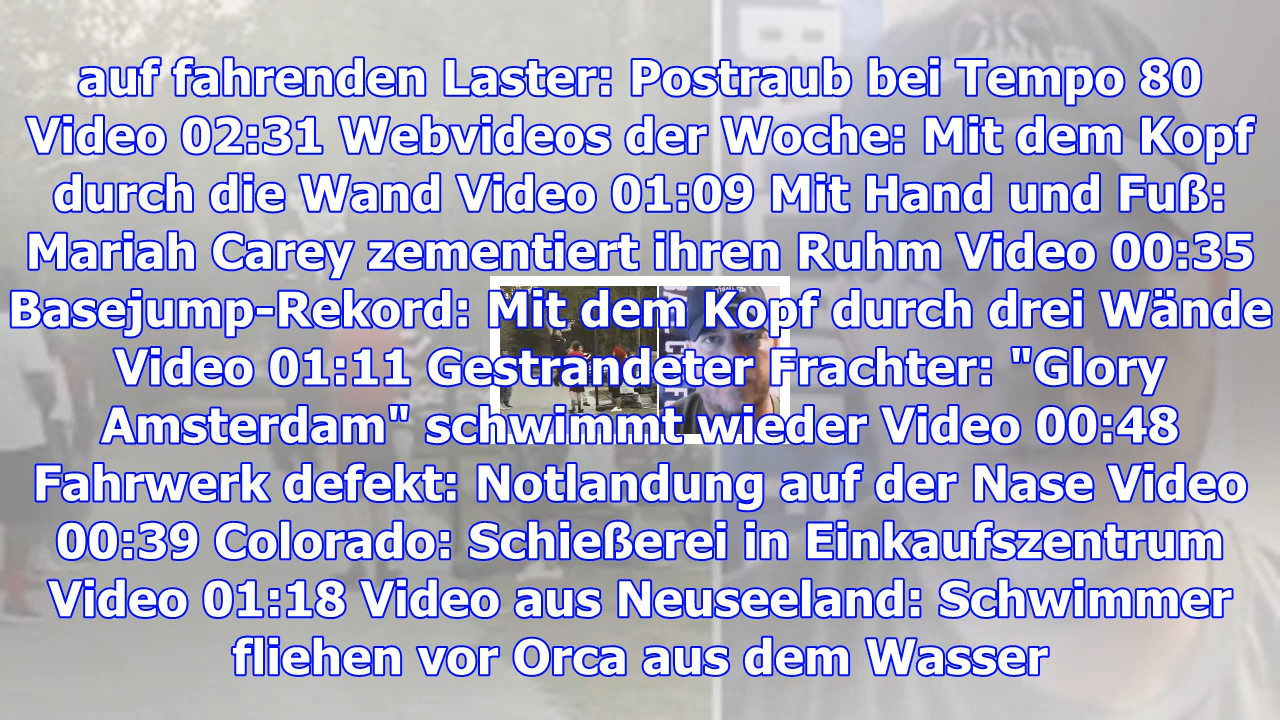 auf fahrenden Laster: Postraub bei Tempo 80
Video 02:31 Webvideos der Woche: Mit dem Kopf
durch die Wand Video 01:09 Mit Hand und Fuß:
Mariah Carey zementiert ihren Ruhm Video 00:35
Basejump-Rekord: Mit dem Kopf durch drei Wände
Video 01:11 Gestrandeter Frachter: "Glory
Amsterdam" schwimmt wieder Video 00:48
Fahrwerk defekt: Notlandung auf der Nase Video
00:39 Colorado: Schießerei in Einkaufszentrum
Video 01:18 Video aus Neuseeland: Schwimmer
fliehen vor Orca aus dem Wasser